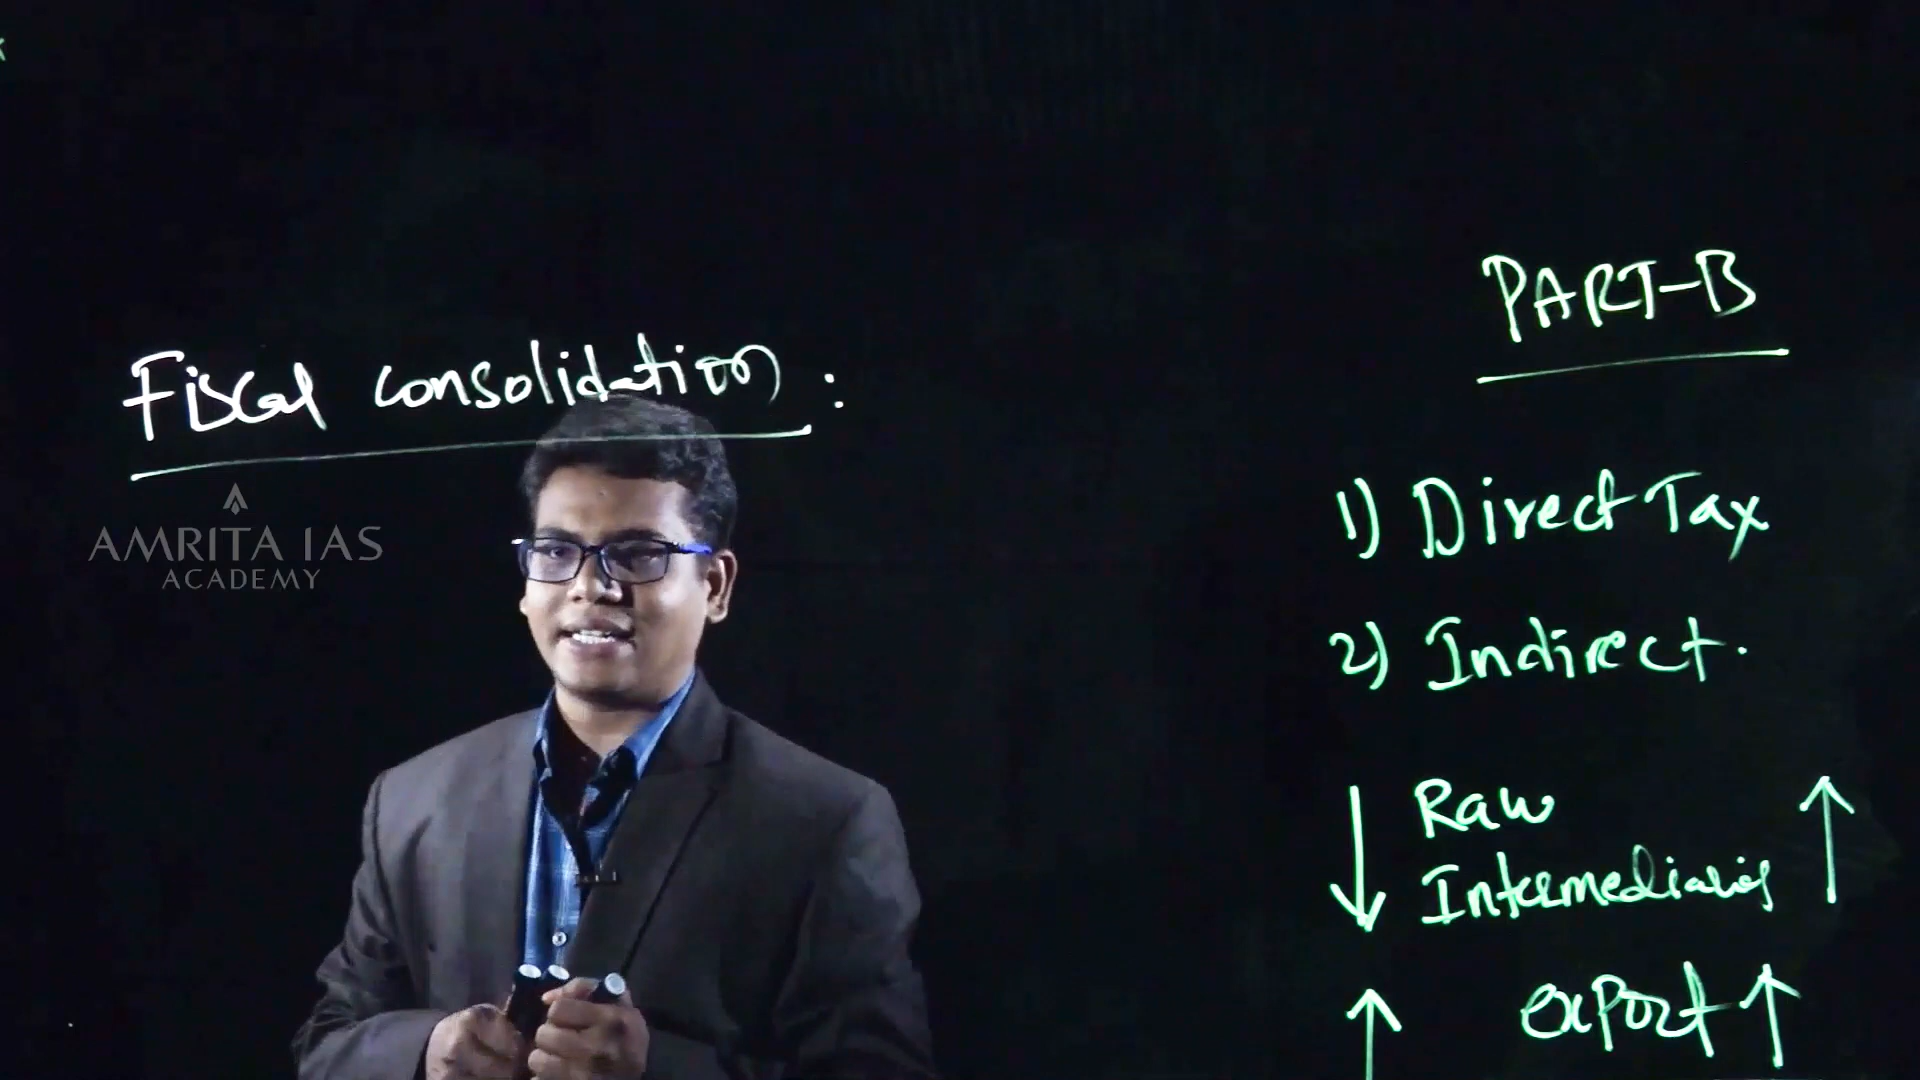 Fiscal consolidation :
AMRITA IAS
ACADEMY
PART-B
1) Direct Tax
2) Indirect.
↓ Raw ↑
Intermediaries
↑ export ↑